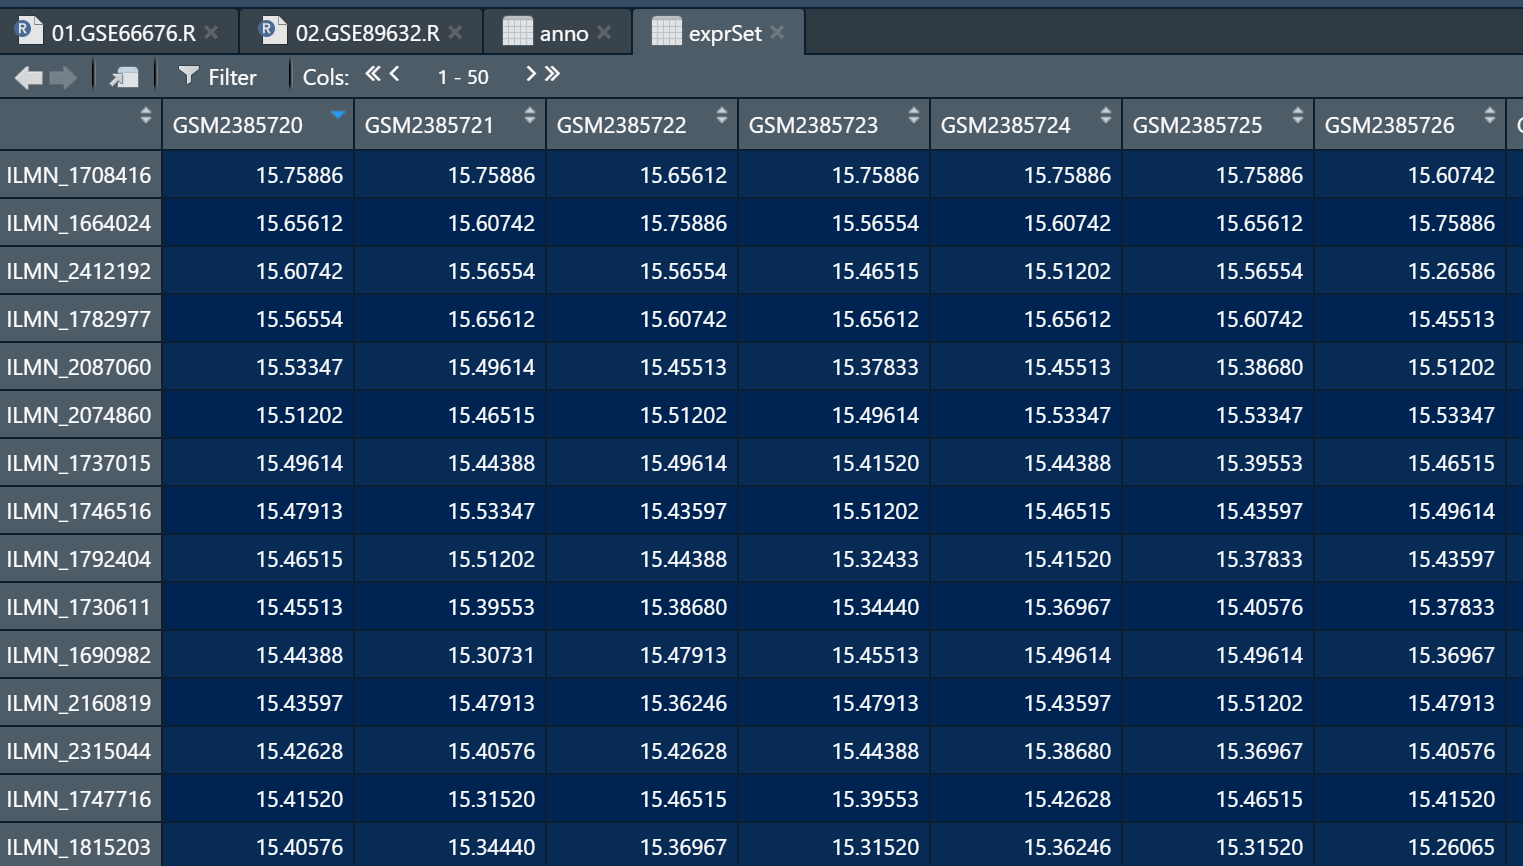 01.GSE66676.R 02.GSE89632.R anno exprSet
Filter Cols: 1 - 50
GSM2385720 GSM2385721 GSM2385722 GSM2385723 GSM2385724 GSM2385725 GSM2385726
ILMN_1708416 15.75886 15.75886 15.65612 15.75886 15.75886 15.75886 15.60742
ILMN_1664024 15.65612 15.60742 15.75886 15.56554 15.60742 15.65612 15.75886
ILMN_2412192 15.60742 15.56554 15.56554 15.46515 15.51202 15.56554 15.26586
ILMN_1782977 15.56554 15.65612 15.60742 15.65612 15.65612 15.60742 15.45513
ILMN_2087060 15.53347 15.49614 15.45513 15.37833 15.45513 15.38680 15.51202
ILMN_2074860 15.51202 15.46515 15.51202 15.49614 15.53347 15.53347 15.53347
ILMN_1737015 15.49614 15.44388 15.49614 15.41520 15.44388 15.39553 15.46515
ILMN_1746516 15.47913 15.53347 15.43597 15.51202 15.46515 15.43597 15.49614
ILMN_1792404 15.46515 15.51202 15.44388 15.32433 15.41520 15.37833 15.43597
ILMN_1730611 15.45513 15.39553 15.38680 15.34440 15.36967 15.40576 15.37833
ILMN_1690982 15.44388 15.30731 15.47913 15.45513 15.49614 15.49614 15.36967
ILMN_2160819 15.43597 15.47913 15.36246 15.47913 15.43597 15.51202 15.47913
ILMN_2315044 15.42628 15.40576 15.42628 15.44388 15.38680 15.36967 15.40576
ILMN_1747716 15.41520 15.31520 15.46515 15.39553 15.42628 15.46515 15.41520
ILMN_1815203 15.40576 15.34440 15.36967 15.31520 15.36246 15.31520 15.26065